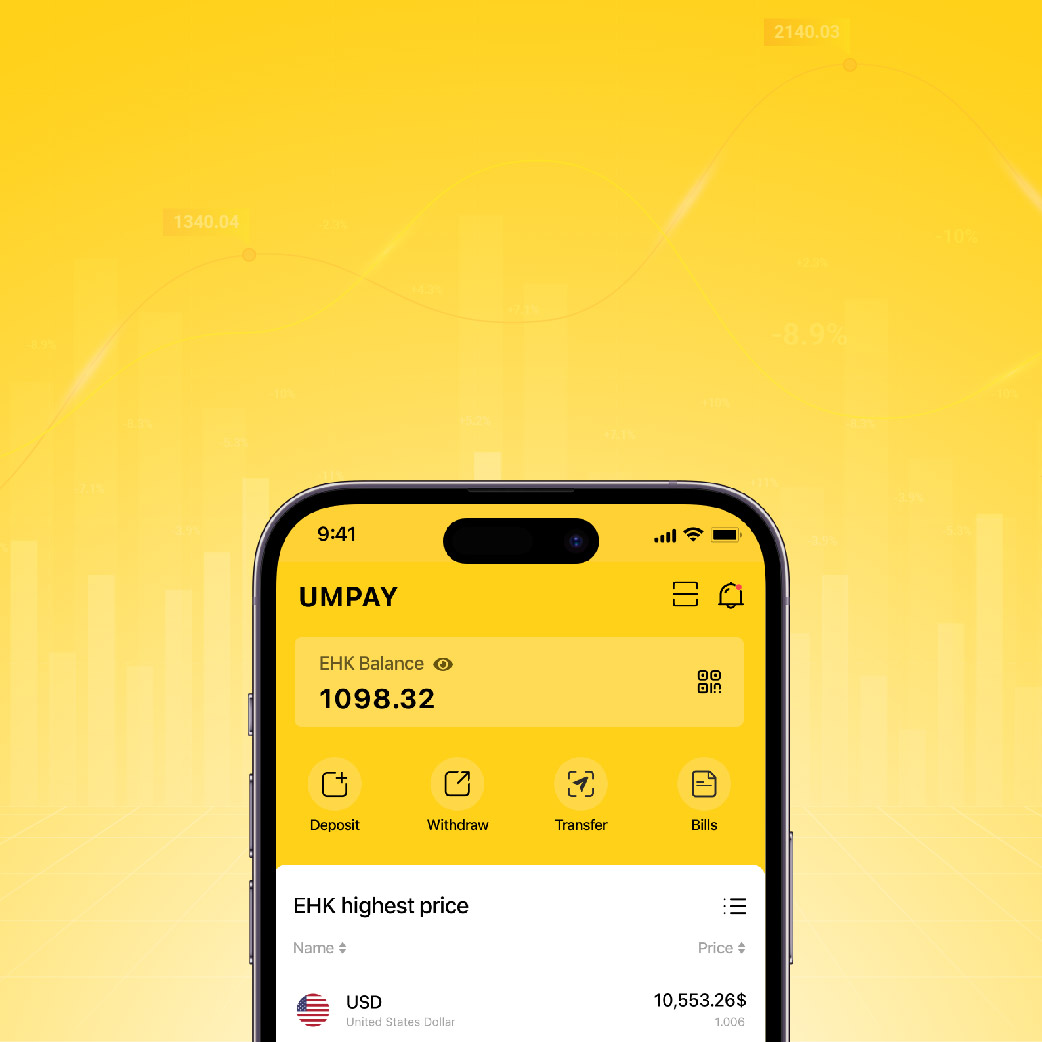 2140.03
1340.04
-10%
-8.9%
9:41
UMPAY
EHK Balance
1098.32
Deposit Withdraw Transfer Bills
EHK highest price
Name Price
USD 10,553.26$
United States Dollar 1.006